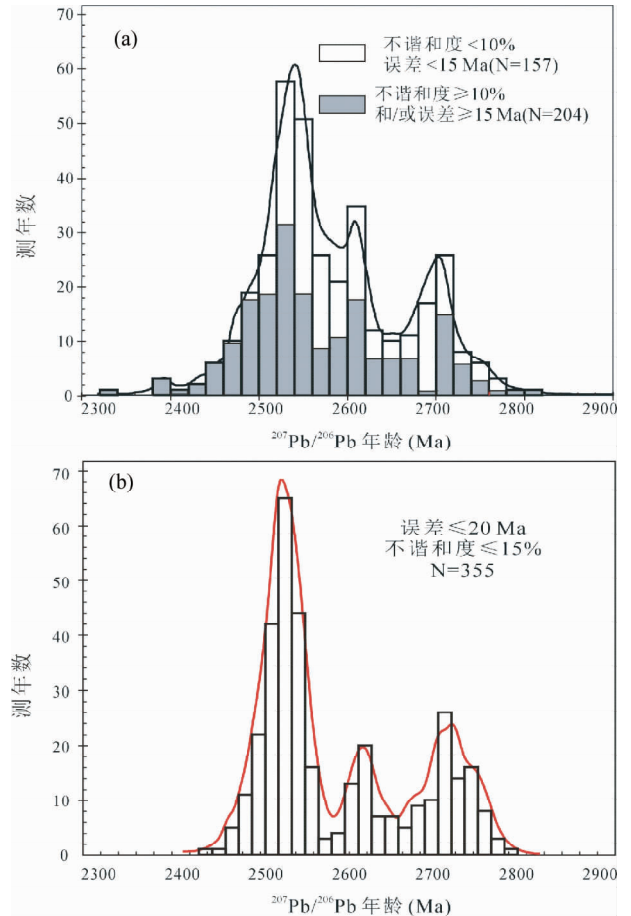 (a)
不谐和度<10%
误差<15 Ma(N=157)
不谐和度≥10%
和/或误差≥15 Ma(N=204)
测年数
70
60
50
40
30
20
10
0
2300 2400 2500 2600 2700 2800 2900
²⁰⁷Pb/²⁰⁶Pb 年龄 (Ma)
(b)
误差≤20 Ma
不谐和度≤15%
N=355
测年数
70
60
50
40
30
20
10
0
2300 2400 2500 2600 2700 2800 2900
²⁰⁷Pb/²⁰⁶Pb 年龄 (Ma)